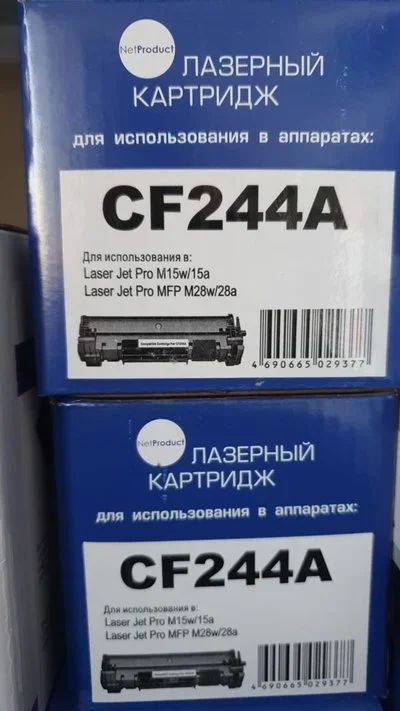 NetProduct
ЛАЗЕРНЫЙ
КАРТРИДЖ
для использования в аппаратах:
CF244A
Для использования в:
Laser Jet Pro M15w/15a
Laser Jet Pro MFP M28w/28a
4 690665 029377
NetProduct
ЛАЗЕРНЫЙ
КАРТРИДЖ
для использования в аппаратах:
CF244A
Для использования в:
Laser Jet Pro M15w/15a
Laser Jet Pro MFP M28w/28a
4 690665 029377